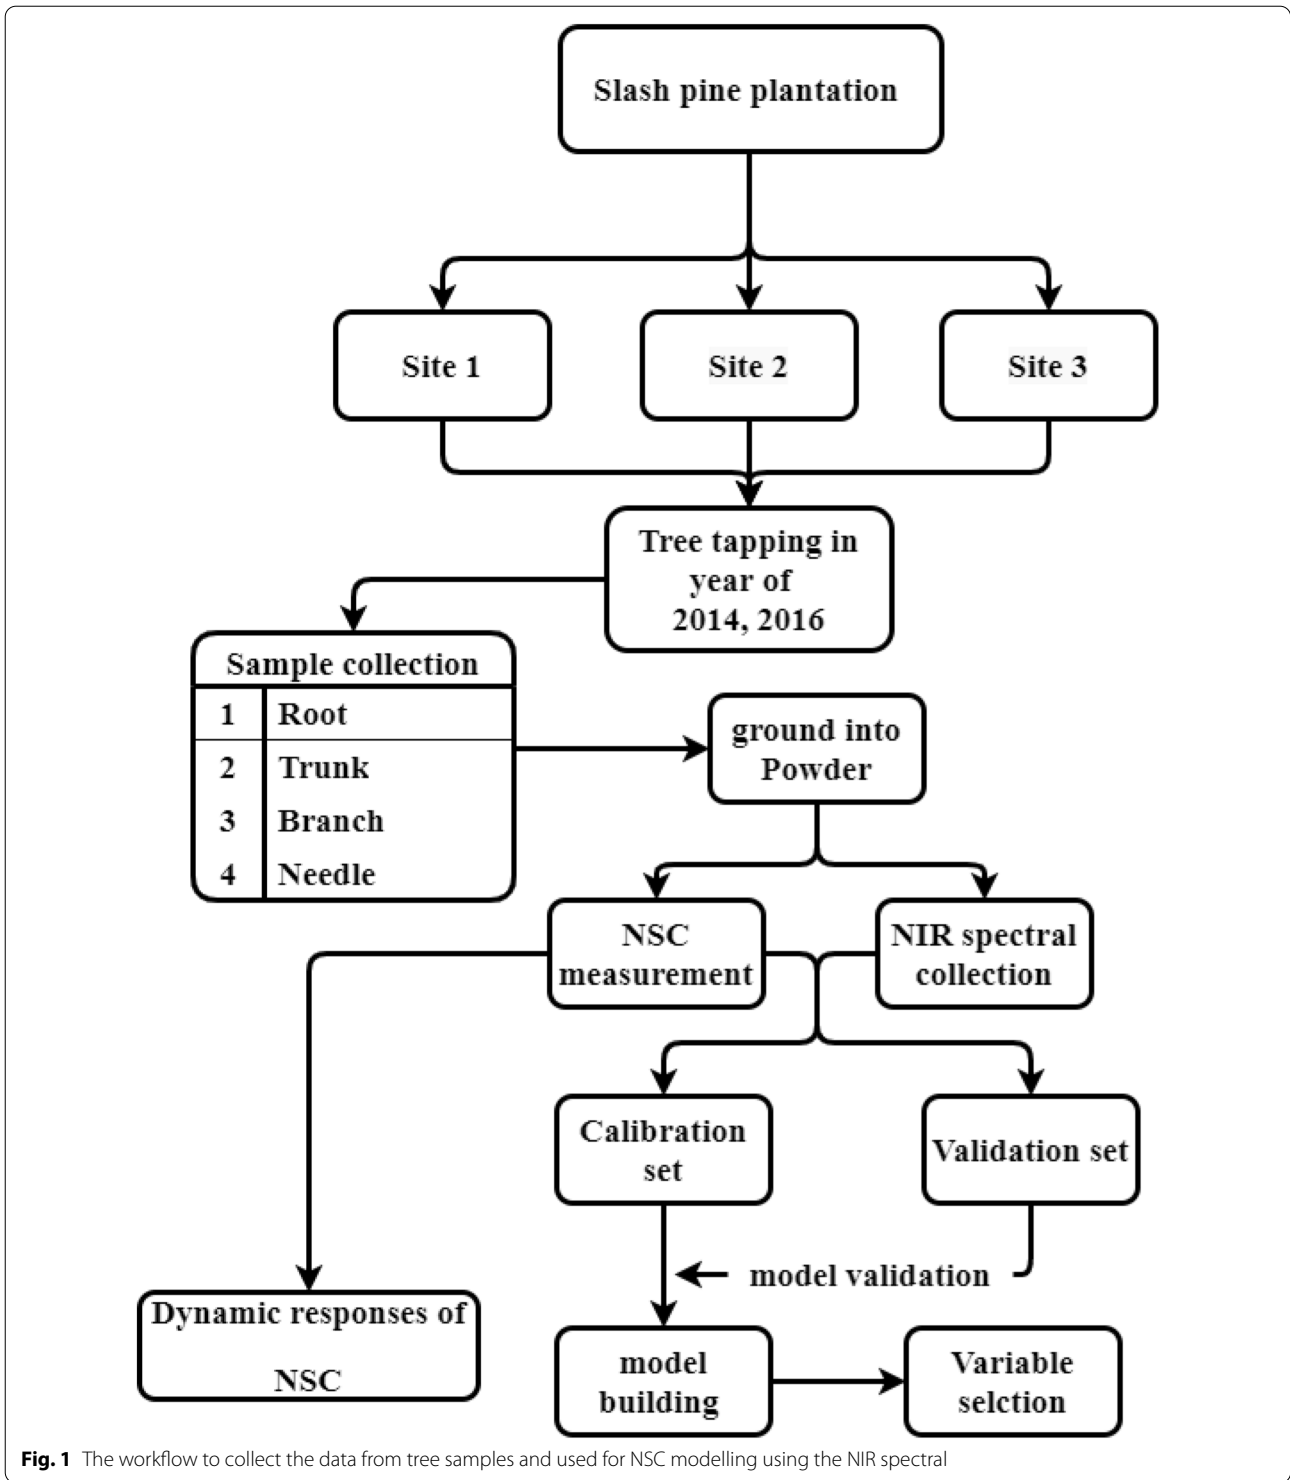 Slash pine plantation
Site 1
Site 2
Site 3
Tree tapping in
year of
2014, 2016
Sample collection
1 Root
2 Trunk
3 Branch
4 Needle
ground into
Powder
NSC
measurement
NIR spectral
collection
Calibration
set
Validation set
model validation
Dynamic responses of
NSC
model
building
Variable
selction
Fig. 1 The workflow to collect the data from tree samples and used for NSC modelling using the NIR spectral